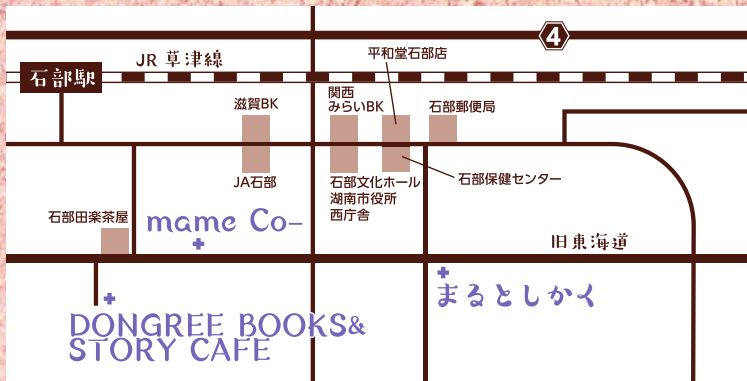 4
JR 草津線
平和堂石部店
石部駅
滋賀BK
関西
みらいBK
石部郵便局
JA石部
石部文化ホール
湖南市役所
西庁舎
石部保健センター
石部田楽茶屋
mame Co−
旧東海道
まるとしかく
DONGREE BOOKS&
STORY CAFE